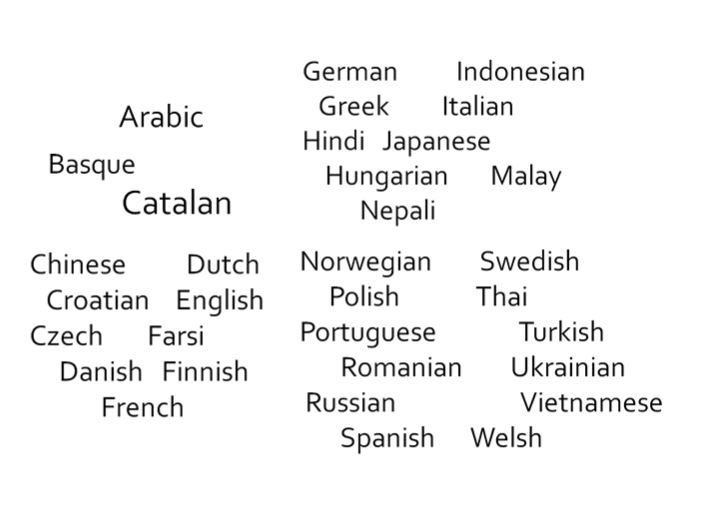 Arabic
Basque
Catalan
Chinese Dutch
Croatian English
Czech Farsi
Danish Finnish
French
German Indonesian
Greek Italian
Hindi Japanese
Hungarian Malay
Nepali
Norwegian Swedish
Polish Thai
Portuguese Turkish
Romanian Ukrainian
Russian Vietnamese
Spanish Welsh